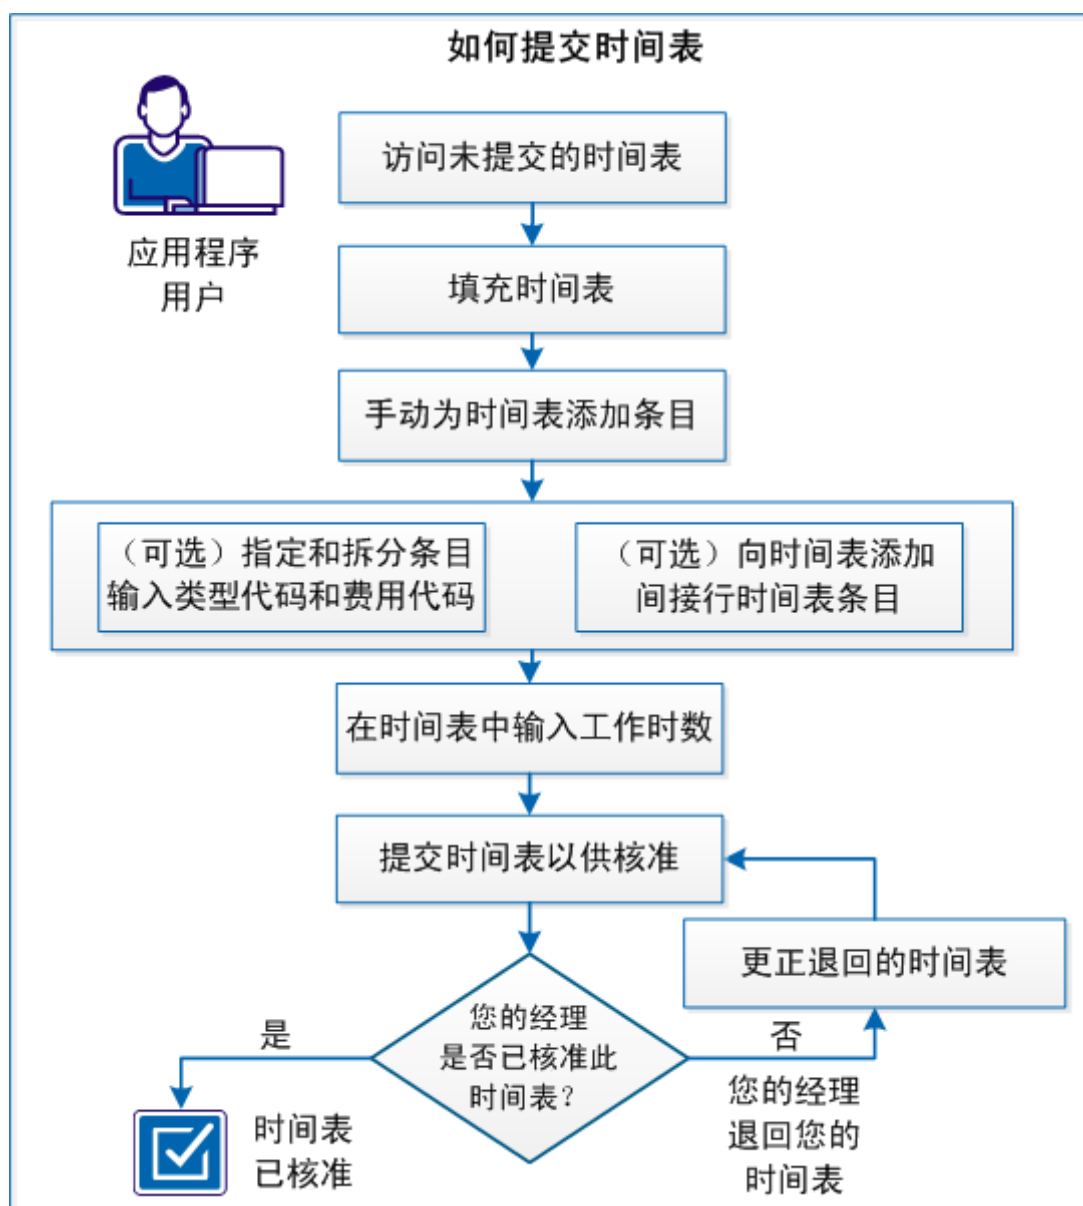 如何提交时间表
应用程序
用户
访问未提交的时间表
填充时间表
手动为时间表添加条目
（可选）指定和拆分条目
输入类型代码和费用代码
（可选）向时间表添加
间接行时间表条目
在时间表中输入工作时数
提交时间表以供核准
更正退回的时间表
您的经理
是否已核准此
时间表？
是
否
时间表
已核准
您的经理
退回您的
时间表